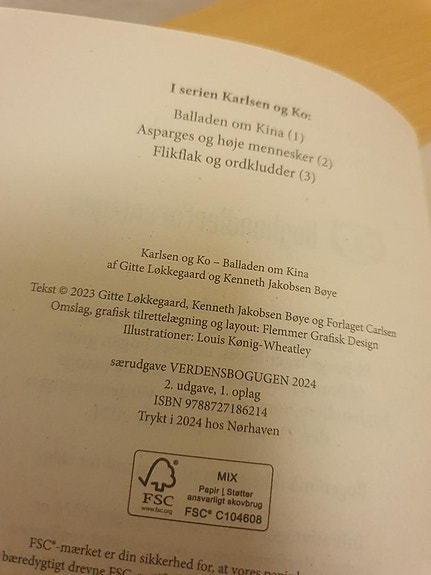 I serien Karlsen og Ko:
Balladen om Kina (1)
Asparges og høje mennesker (2)
Flikflak og ordkludder (3)
Karlsen og Ko – Balladen om Kina
af Gitte Løkkegaard og Kenneth Jakobsen Bøye
Tekst © 2023 Gitte Løkkegaard, Kenneth Jakobsen Bøye og Forlaget Carlsen
Omslag, grafisk tilrettelægning og layout: Flemmer Grafisk Design
Illustrationer: Louis Kønig-Wheatley
særudgave VERDENSBOGUGEN 2024
2. udgave, 1. oplag
ISBN 9788727186214
Trykt i 2024 hos Nørhaven
FSC
www.fsc.org
MIX
Papir | Støtter
ansvarligt skovbrug
FSC® C104608
FSC®-mærket er din sikkerhed for, at vores
bæredygtigt drevne FSC